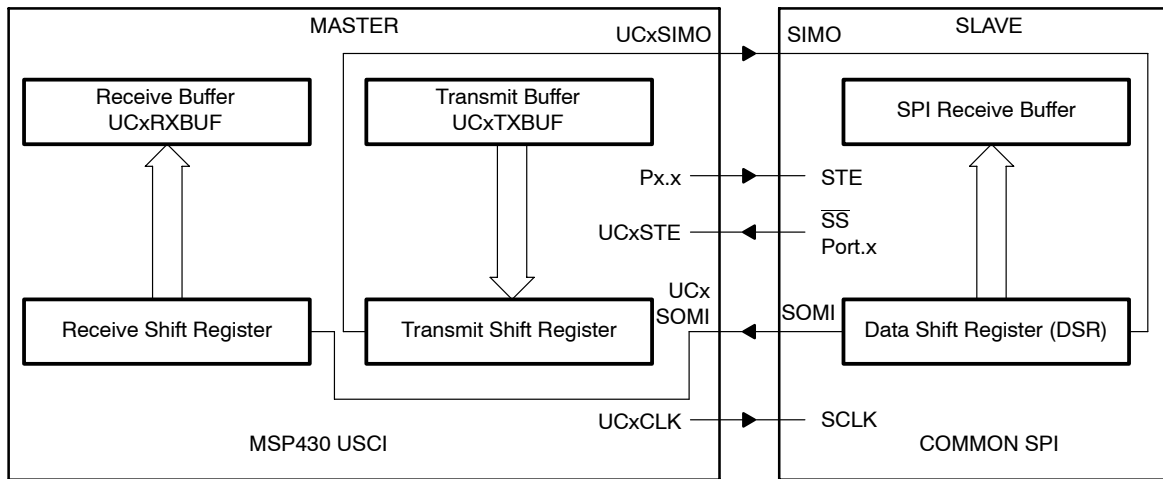 MASTER
UCxSIMO
SIMO
SLAVE
Receive Buffer
UCxRXBUF
Transmit Buffer
UCxTXBUF
SPI Receive Buffer
Px.x
STE
UCxSTE
S̅S̅
Port.x
UCx
SOMI
SOMI
Receive Shift Register
Transmit Shift Register
Data Shift Register (DSR)
UCxCLK
SCLK
MSP430 USCI
COMMON SPI